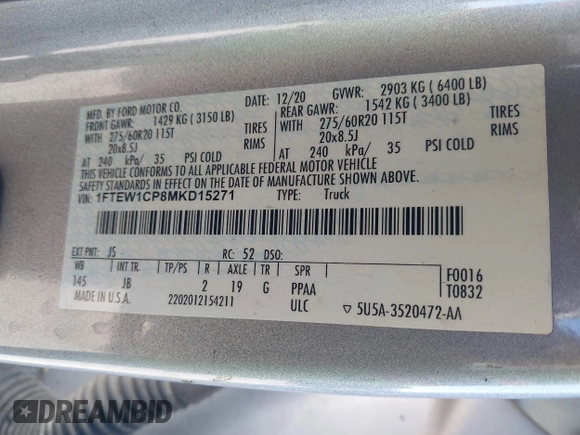 MFD. BY FORD MOTOR CO.
DATE: 12/20 GVWR: 2903 KG ( 6400 LB)
FRONT GAWR: 1429 KG ( 3150 LB) REAR GAWR: 1542 KG ( 3400 LB)
WITH 275/60R20 115T TIRES WITH 275/60R20 115T TIRES
20x8.5J RIMS 20x8.5J RIMS
AT 240 kPa/ 35 PSI COLD AT 240 kPa/ 35 PSI COLD
THIS VEHICLE CONFORMS TO ALL APPLICABLE FEDERAL MOTOR VEHICLE
SAFETY STANDARDS IN EFFECT ON THE DATE OF MANUFACTURE SHOWN ABOVE.
VIN: 1FTEW1CP8MKD15271 TYPE: Truck
EXT PNT: JS RC: 52 DSO:
WB INT TR. TP/PS R AXLE TR SPR F0016
145 JB 2 19 G PPAA T0832
MADE IN U.S.A. 2202012154211 ULC ▽ 5U5A-3520472-AA
DREAMBID